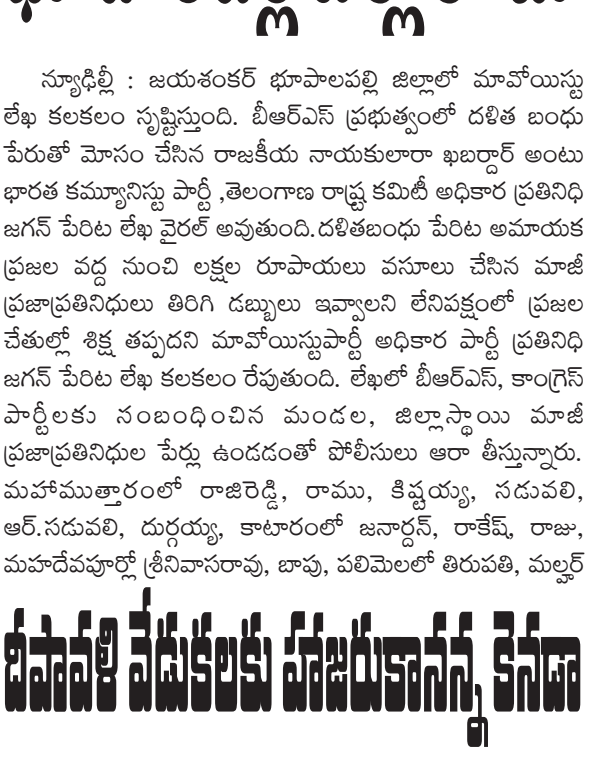 న్యూఢిల్లీ : జయశంకర్ భూపాలపల్లి జిల్లాలో మావోయిస్టు
లేఖ కలకలం సృష్టిస్తుంది. బీఆర్ఎస్ ప్రభుత్వంలో దళిత బంధు
పేరుతో మోసం చేసిన రాజకీయ నాయకులారా ఖబర్దార్ అంటు
భారత కమ్యూనిస్టు పార్టీ ,తెలంగాణ రాష్ట్ర కమిటీ అధికార ప్రతినిధి
జగన్ పేరిట లేఖ వైరల్ అవుతుంది.దళితబంధు పేరిట అమాయక
ప్రజల వద్ద నుంచి లక్షల రూపాయలు వసూలు చేసిన మాజీ
ప్రజాప్రతినిధులు తిరిగి డబ్బులు ఇవ్వాలని లేనిపక్షంలో ప్రజల
చేతుల్లో శిక్ష తప్పదని మావోయిస్టుపార్టీ అధికార పార్టీ ప్రతినిధి
జగన్ పేరిట లేఖ కలకలం రేపుతుంది. లేఖలో బీఆర్ఎస్, కాంగ్రెస్
పార్టీలకు సంబంధించిన మండల, జిల్లాస్థాయి మాజీ
ప్రజాప్రతినిధుల పేర్లు ఉండడంతో పోలీసులు ఆరా తీస్తున్నారు.
మహాముత్తారంలో రాజిరెడ్డి, రాము, కిష్టయ్య, సడువలి,
ఆర్.సడువలి, దుర్గయ్య, కాటారంలో జనార్దన్, రాకేష్, రాజు,
మహదేవపూర్లో శ్రీనివాసరావు, బాపు, పలిమెలలో తిరుపతి, మల్హర్
దీపావళి వేడుకలకు హాజరుకానన్న కెనడా